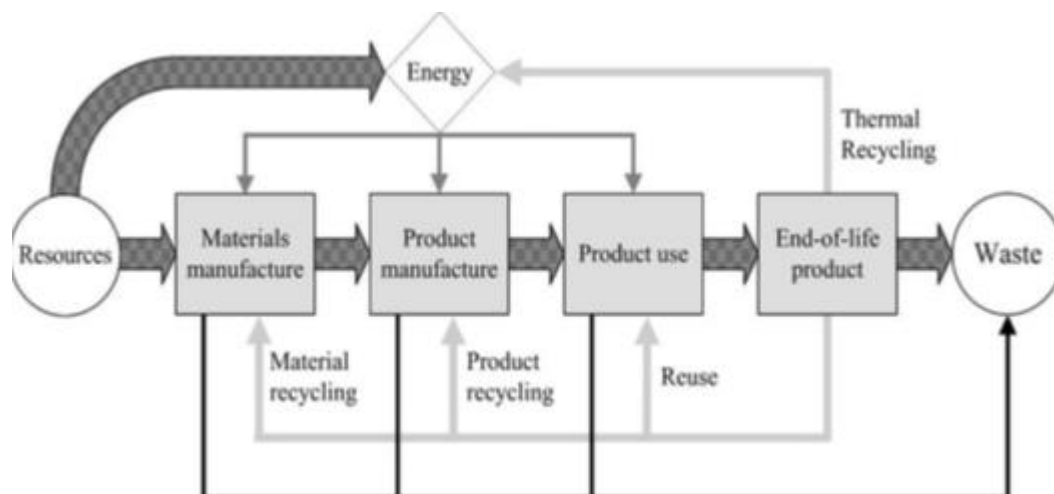 Energy
Thermal
Recycling
Resources
Materials
manufacture
Product
manufacture
Product use
End-of-life
product
Waste
Material
recycling
Product
recycling
Reuse